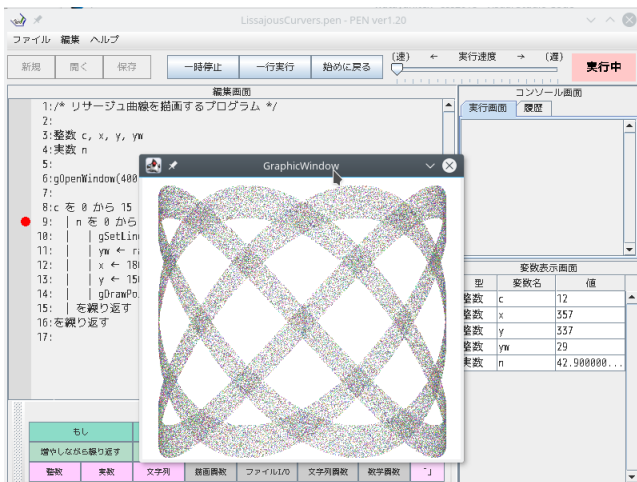 LissajousCurvers.pen - PEN ver1.20
ファイル 編集 ヘルプ
新規 開く 保存 一時停止 一行実行 始めに戻る (速) ← 実行速度 → (遅) 実行中
編集画面
コンソール画面
実行画面 履歴
1:/* リサージュ曲線を描画するプログラム */
2:
3:整数 c, x, y, yw
4:実数 n
5:
6:gOpenWindow(400
7:
8:c を 0 から 15
9: | n を 0 から
10: | | gSetLin
11: | | yw ← ra
12: | | x ← 180
13: | | y ← 150
14: | | gDrawPo
15: | を繰り返す
16:を繰り返す
17:
GraphicWindow
変数表示画面
型 変数名 値
整数 c 12
整数 x 357
整数 y 337
整数 yw 29
実数 n 42.900000...
もし
増やしながら繰り返す
整数 実数 文字列 描画関数 ファイルI/O 文字列関数 数学関数